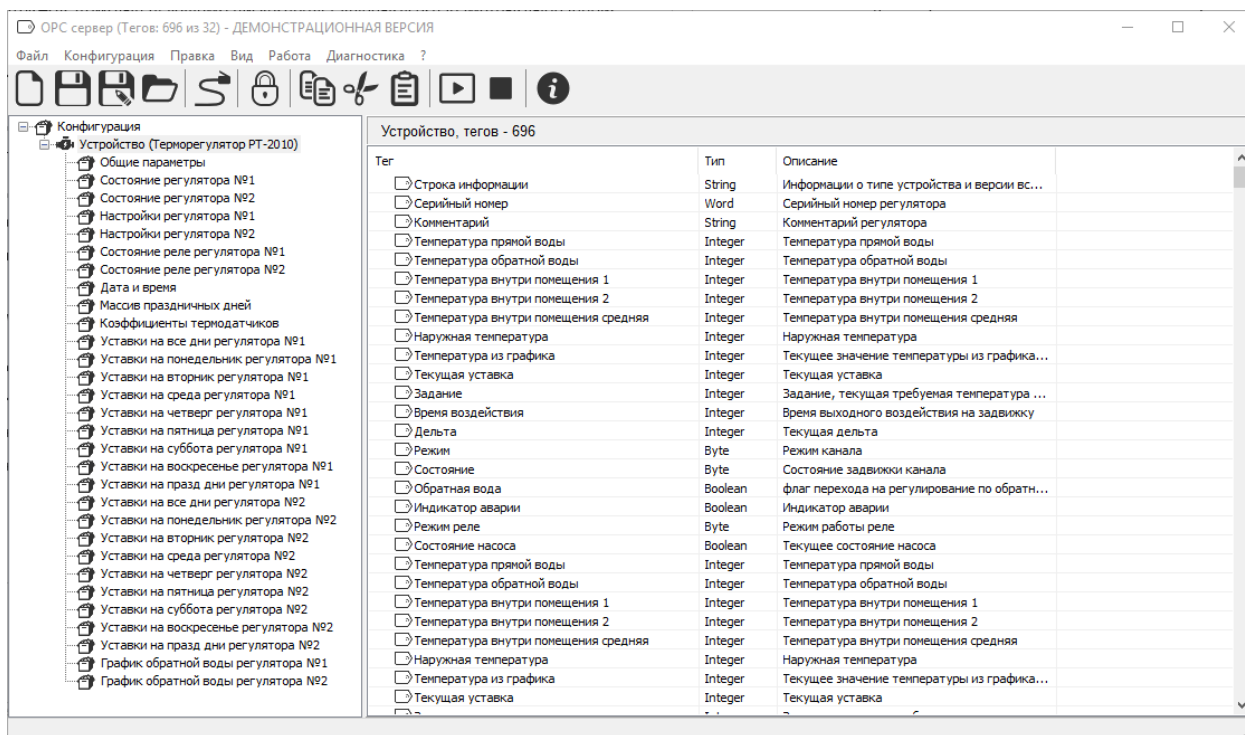 ОРС сервер (Тегов: 696 из 32) - ДЕМОНСТРАЦИОННАЯ ВЕРСИЯ
Файл Конфигурация Правка Вид Работа Диагностика ?
Конфигурация
Устройство (Терморегулятор РТ-2010)
Общие параметры
Состояние регулятора №1
Состояние регулятора №2
Настройки регулятора №1
Настройки регулятора №2
Состояние реле регулятора №1
Состояние реле регулятора №2
Дата и время
Массив праздничных дней
Коэффициенты термодатчиков
Уставки на все дни регулятора №1
Уставки на понедельник регулятора №1
Уставки на вторник регулятора №1
Уставки на среда регулятора №1
Уставки на четверг регулятора №1
Уставки на пятница регулятора №1
Уставки на суббота регулятора №1
Уставки на воскресенье регулятора №1
Уставки на празд дни регулятора №1
Уставки на все дни регулятора №2
Уставки на понедельник регулятора №2
Уставки на вторник регулятора №2
Уставки на среда регулятора №2
Уставки на четверг регулятора №2
Уставки на пятница регулятора №2
Уставки на суббота регулятора №2
Уставки на воскресенье регулятора №2
Уставки на празд дни регулятора №2
График обратной воды регулятора №1
График обратной воды регулятора №2
Устройство, тегов - 696
Тег Тип Описание
Строка информации String Информации о типе устройства и версии вс...
Серийный номер Word Серийный номер регулятора
Комментарий String Комментарий регулятора
Температура прямой воды Integer Температура прямой воды
Температура обратной воды Integer Температура обратной воды
Температура внутри помещения 1 Integer Температура внутри помещения 1
Температура внутри помещения 2 Integer Температура внутри помещения 2
Температура внутри помещения средняя Integer Температура внутри помещения средняя
Наружная температура Integer Наружная температура
Температура из графика Integer Текущее значение температуры из графика...
Текущая уставка Integer Текущая уставка
Задание Integer Задание, текущая требуемая температура ...
Время воздействия Integer Время выходного воздействия на задвижку
Дельта Integer Текущая дельта
Режим Byte Режим канала
Состояние Byte Состояние задвижки канала
Обратная вода Boolean флаг перехода на регулирование по обратн...
Индикатор аварии Boolean Индикатор аварии
Режим реле Byte Режим работы реле
Состояние насоса Boolean Текущее состояние насоса
Температура прямой воды Integer Температура прямой воды
Температура обратной воды Integer Температура обратной воды
Температура внутри помещения 1 Integer Температура внутри помещения 1
Температура внутри помещения 2 Integer Температура внутри помещения 2
Температура внутри помещения средняя Integer Температура внутри помещения средняя
Наружная температура Integer Наружная температура
Температура из графика Integer Текущее значение температуры из графика...
Текущая уставка Integer Текущая уставка